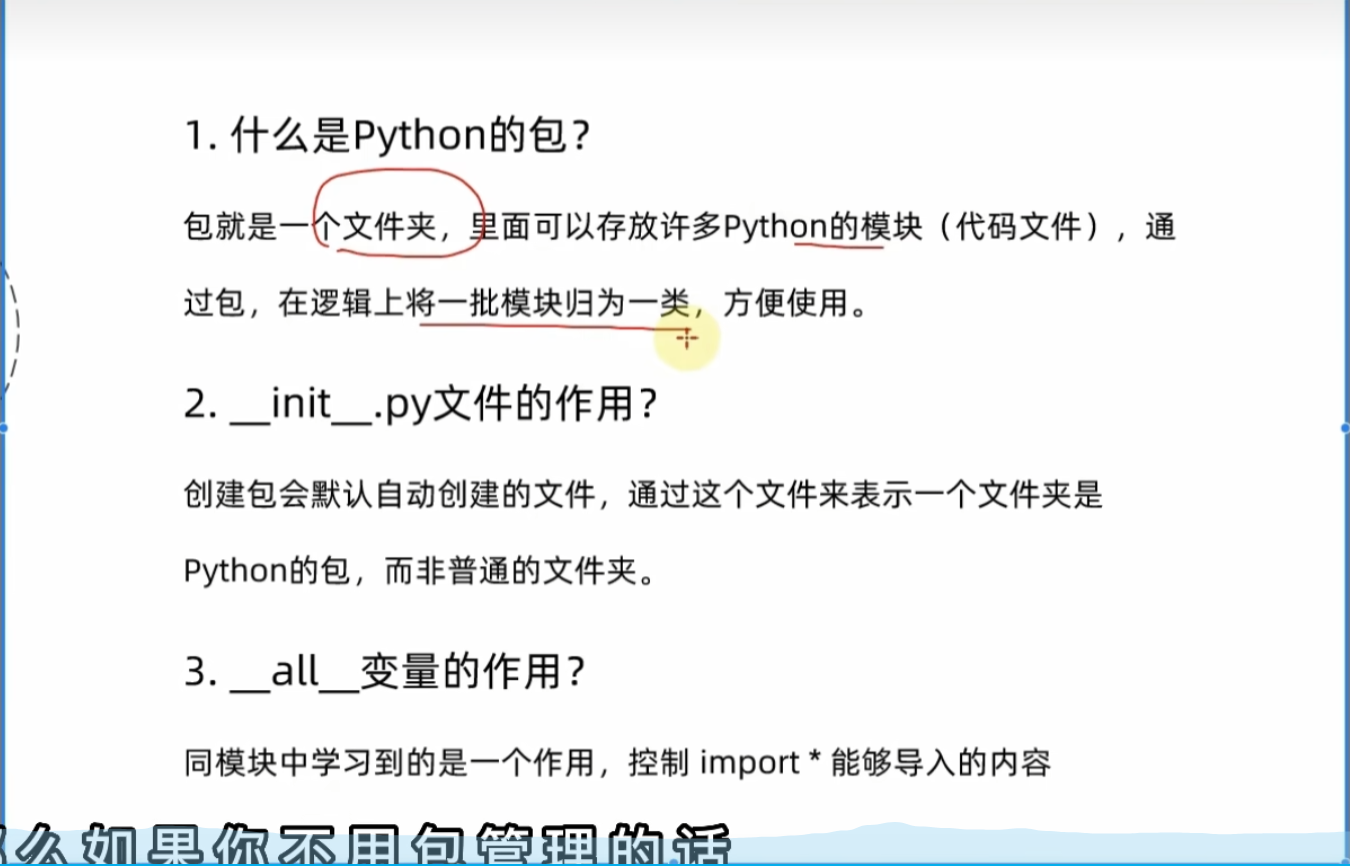 1. 什么是Python的包?
包就是一个文件夹，里面可以存放许多Python的模块（代码文件），通
过包，在逻辑上将一批模块归为一类，方便使用。
2. __init__.py文件的作用?
创建包会默认自动创建的文件，通过这个文件来表示一个文件夹是
Python的包，而非普通的文件夹。
3. __all__变量的作用?
同模块中学习到的是一个作用，控制 import * 能够导入的内容
么如果你不用包管理的话